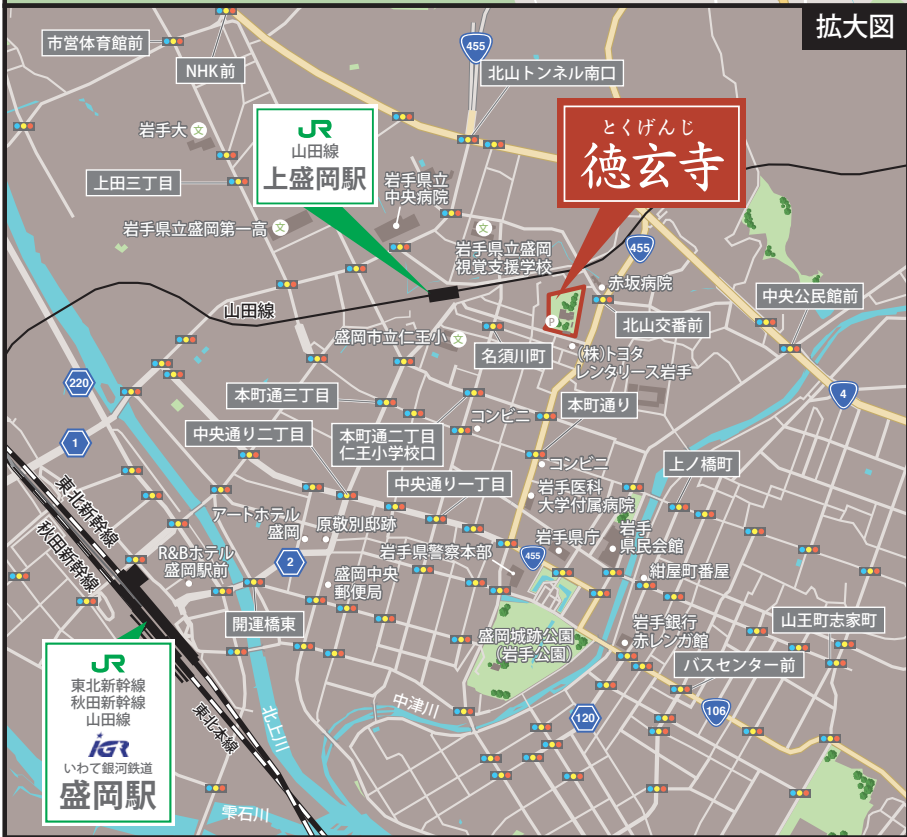 拡大図
市営体育館前
NHK前
455
北山トンネル南口
とくげんじ
徳玄寺
JR
山田線
上盛岡駅
岩手大
文
上田三丁目
岩手県立
中央病院
岩手県立盛岡第一高
文
文
岩手県立盛岡
視覚支援学校
455
赤坂病院
中央公民館前
山田線
P
北山交番前
盛岡市立仁王小
文
名須川町
(株)トヨタ
レンタリース岩手
220
4
本町通三丁目
本町通り
コンビニ
1
中央通り二丁目
本町通二丁目
仁王小学校口
コンビニ
上ノ橋町
中央通り一丁目
岩手医科
大学付属病院
東北新幹線
秋田新幹線
アートホテル
盛岡
原敬別邸跡
岩手県庁
岩手
県民会館
岩手県警察本部
455
R&Bホテル
盛岡駅前
2
盛岡中央
郵便局
紺屋町番屋
開運橋東
盛岡城跡公園
(岩手公園)
岩手銀行
赤レンガ館
山王町志家町
バスセンター前
JR
東北新幹線
秋田新幹線
山田線
iGR
いわて銀河鉄道
盛岡駅
東北本線
北上川
中津川
120
106
雫石川